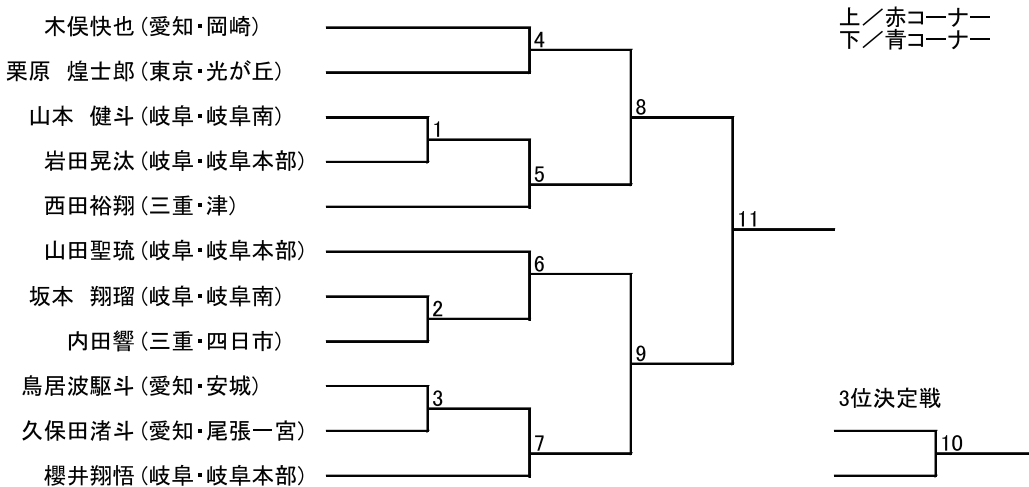 上／赤コーナー
下／青コーナー
木俣快也（愛知・岡崎）
4
栗原　煌士郎（東京・光が丘）
山本　健斗（岐阜・岐阜南）
8
1
岩田晃汰（岐阜・岐阜本部）
5
西田裕翔（三重・津）
11
山田聖琉（岐阜・岐阜本部）
6
坂本　翔瑠（岐阜・岐阜南）
2
内田響（三重・四日市）
9
鳥居波駆斗（愛知・安城）
3
3位決定戦
久保田渚斗（愛知・尾張一宮）
7
10
櫻井翔悟（岐阜・岐阜本部）